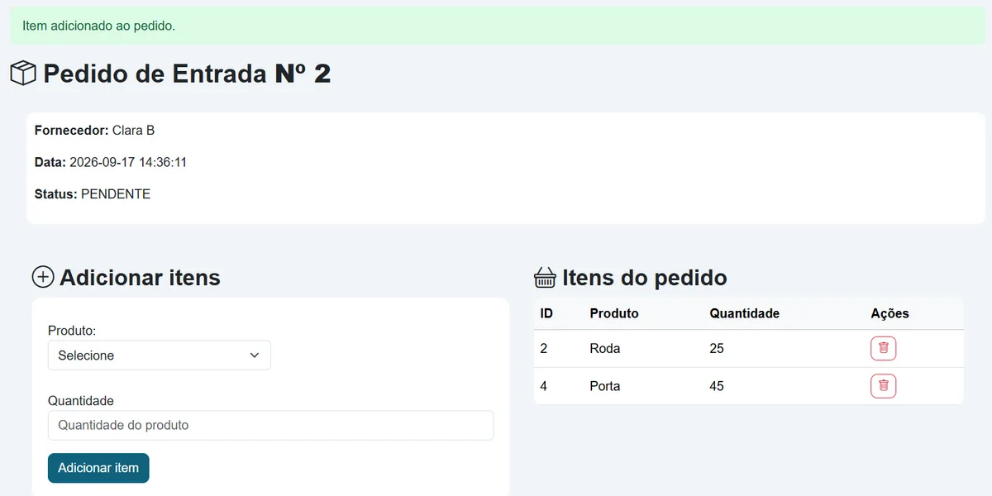 Item adicionado ao pedido.
Pedido de Entrada Nº 2
Fornecedor: Clara B
Data: 2026-09-17 14:36:11
Status: PENDENTE
Adicionar itens
Produto:
Selecione
Quantidade
Quantidade do produto
Adicionar item
Itens do pedido
ID Produto Quantidade Ações
2 Roda 25
4 Porta 45